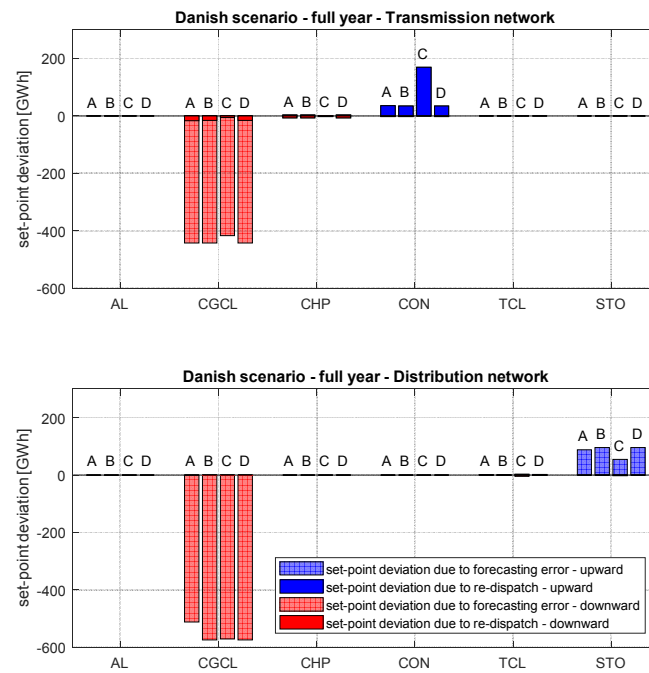 Danish scenario - full year - Transmission network
set-point deviation [GWh]
200
0
-200
-400
-600
A B C D
A B C D
A B C D
A B C D
A B C D
A B C D
AL CGCL CHP CON TCL STO
Danish scenario - full year - Distribution network
set-point deviation [GWh]
200
0
-200
-400
-600
A B C D
A B C D
A B C D
A B C D
A B C D
A B C D
set-point deviation due to forecasting error - upward
set-point deviation due to re-dispatch - upward
set-point deviation due to forecasting error - downward
set-point deviation due to re-dispatch - downward
AL CGCL CHP CON TCL STO